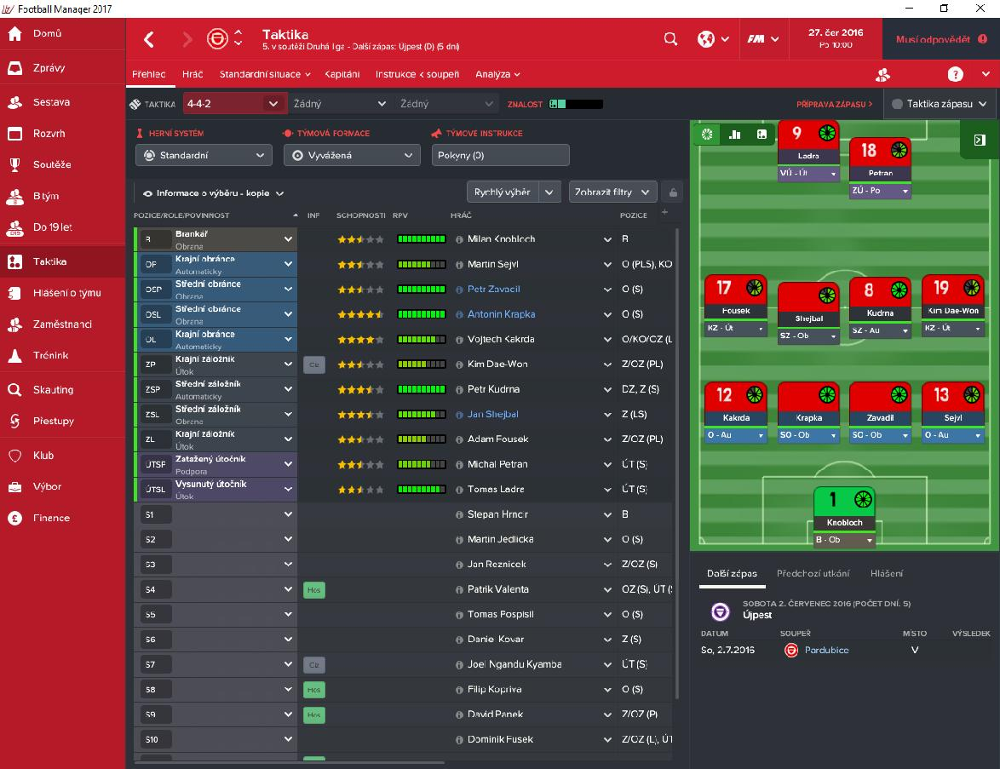 Football Manager 2017
Domů
Zprávy
Sestava
Rozvrh
Soutěže
B tým
Do 19 let
Taktika
Hlášení o týmu
Zaměstnanci
Trénink
Skauting
Přestupy
Klub
Výbor
Finance
Taktika
5. v soutěži Druhá liga - Další zápas: Újpest (D) (5 dní)
FM
27. čer 2016
Po 10:00
Musí odpovědět
Přehled Hráč Standardní situace Kapitáni Instrukce k soupeři Analýza
TAKTIKA 4-4-2 Žádný Žádný ZNALOST PŘÍPRAVA ZÁPASU > Taktika zápasu
HERNÍ SYSTÉM TÝMOVÁ FORMACE TÝMOVÉ INSTRUKCE
Standardní Vyvážená Pokyny (0)
Informace o výběru - kopie Rychlý výběr Zobrazit filtry
POZICE/ROLE/POVINNOST INF SCHOPNOSTI RPV HRÁČ POZICE
B Brankář Obrana Milan Knobloch B
OP Krajní obránce Automaticky Martin Sejvl O (PLS), KO
OSP Střední obránce Obrana Petr Zavadil O (S)
OSL Střední obránce Obrana Antonín Krapka O (S)
OL Krajní obránce Automaticky Vojtech Kakrda O/KO/CZ (L
ZP Krajní záložník Útok Ciz Kim Dae-Won Z/OZ (PL)
ZSP Střední záložník Automaticky Petr Kudrna DZ, Z (S)
ZSL Střední záložník Obrana Jan Shejbal Z (LS)
ZL Krajní záložník Útok Adam Fousek Z/OZ (PL)
ÚTSP Zatažený útočník Podpora Michal Petran ÚT (S)
ÚTSL Vysunutý útočník Útok Tomas Ladra ÚT (S)
S1 Stepan Hrncir B
S2 Martin Jedlicka O (S)
S3 Jan Reznicek Z/OZ (S)
S4 Hos Patrik Valenta OZ (S), ÚT (S
S5 Tomas Pospisil O (S)
S6 Daniel Kovar Z (S)
S7 Ciz Joel Ngandu Kyamba ÚT (S)
S8 Hos Filip Kopriva O (S)
S9 Hos David Panek Z/OZ (P)
S10 Dominik Fusek Z/OZ (L), ÚT
9
Ladra
VÚ - Út
18
Petran
ZÚ - Po
17 8 19
Fousek Shejbal Kudrna Kim Dae-Won
KZ - Út SZ - Ob SZ - Au KZ - Út
12 13
Kakrda Krapka Zavadil Sejvl
O - Au SO - Ob SO - Ob O - Au
1
Knobloch
B - Ob
Další zápas Předchozí utkání Hlášení
SOBOTA 2. ČERVENEC 2016 (POČET DNÍ. 5)
Újpest
DATUM SOUPEŘ MÍSTO VÝSLEDEK
So, 2.7.2016 Pardubice V